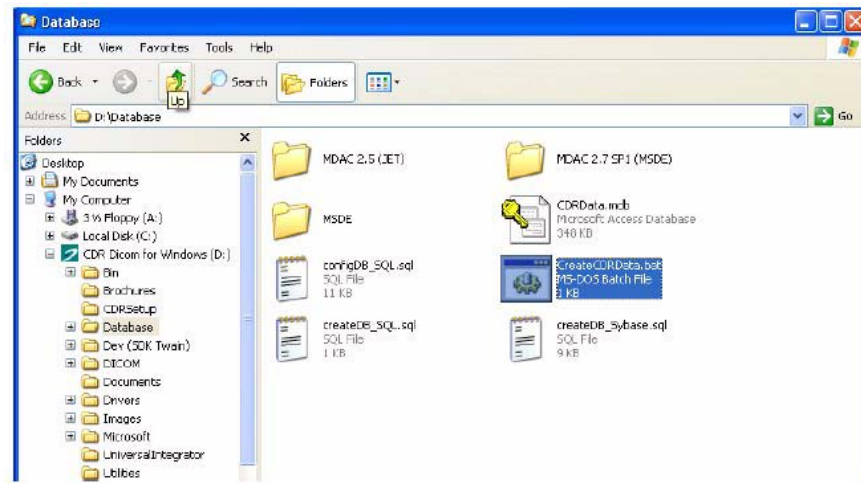 Database
File Edit View Favorites Tools Help
Back Search Folders
Up
Address D:\Database Go
Folders
Desktop
My Documents
My Computer
3½ Floppy (A:)
Local Disk (C:)
CDR Dicom for Windows (D:)
Bin
Brochures
CDRSetup
Database
Dev (SDK Twain)
DICOM
Documents
Drivers
Images
Microsoft
UniversalIntegrator
Utilities
MDAC 2.5 (JET)
MDAC 2.7 SP1 (MSDE)
MSDE
CDRData.mdb
Microsoft Access Database
348 KB
configDB_SQL.sql
SQL File
11 KB
CreateCDRData.bat
MS-DOS Batch File
1 KB
createDB_SQL.sql
SQL File
1 KB
createDB_Sybase.sql
SQL File
9 KB